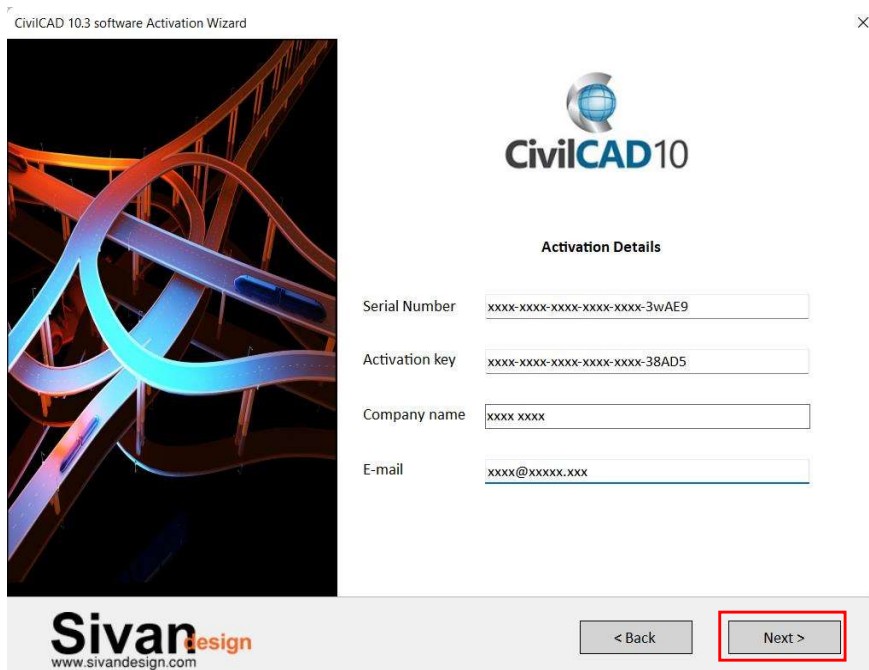 CivilCAD 10.3 software Activation Wizard
CivilCAD10
Activation Details
Serial Number xxxx-xxxx-xxxx-xxxx-xxxx-3wAE9
Activation key xxxx-xxxx-xxxx-xxxx-xxxx-38AD5
Company name xxxx xxxx
E-mail xxxx@xxxxx.xxx
Sivan design
www.sivandesign.com
< Back Next >